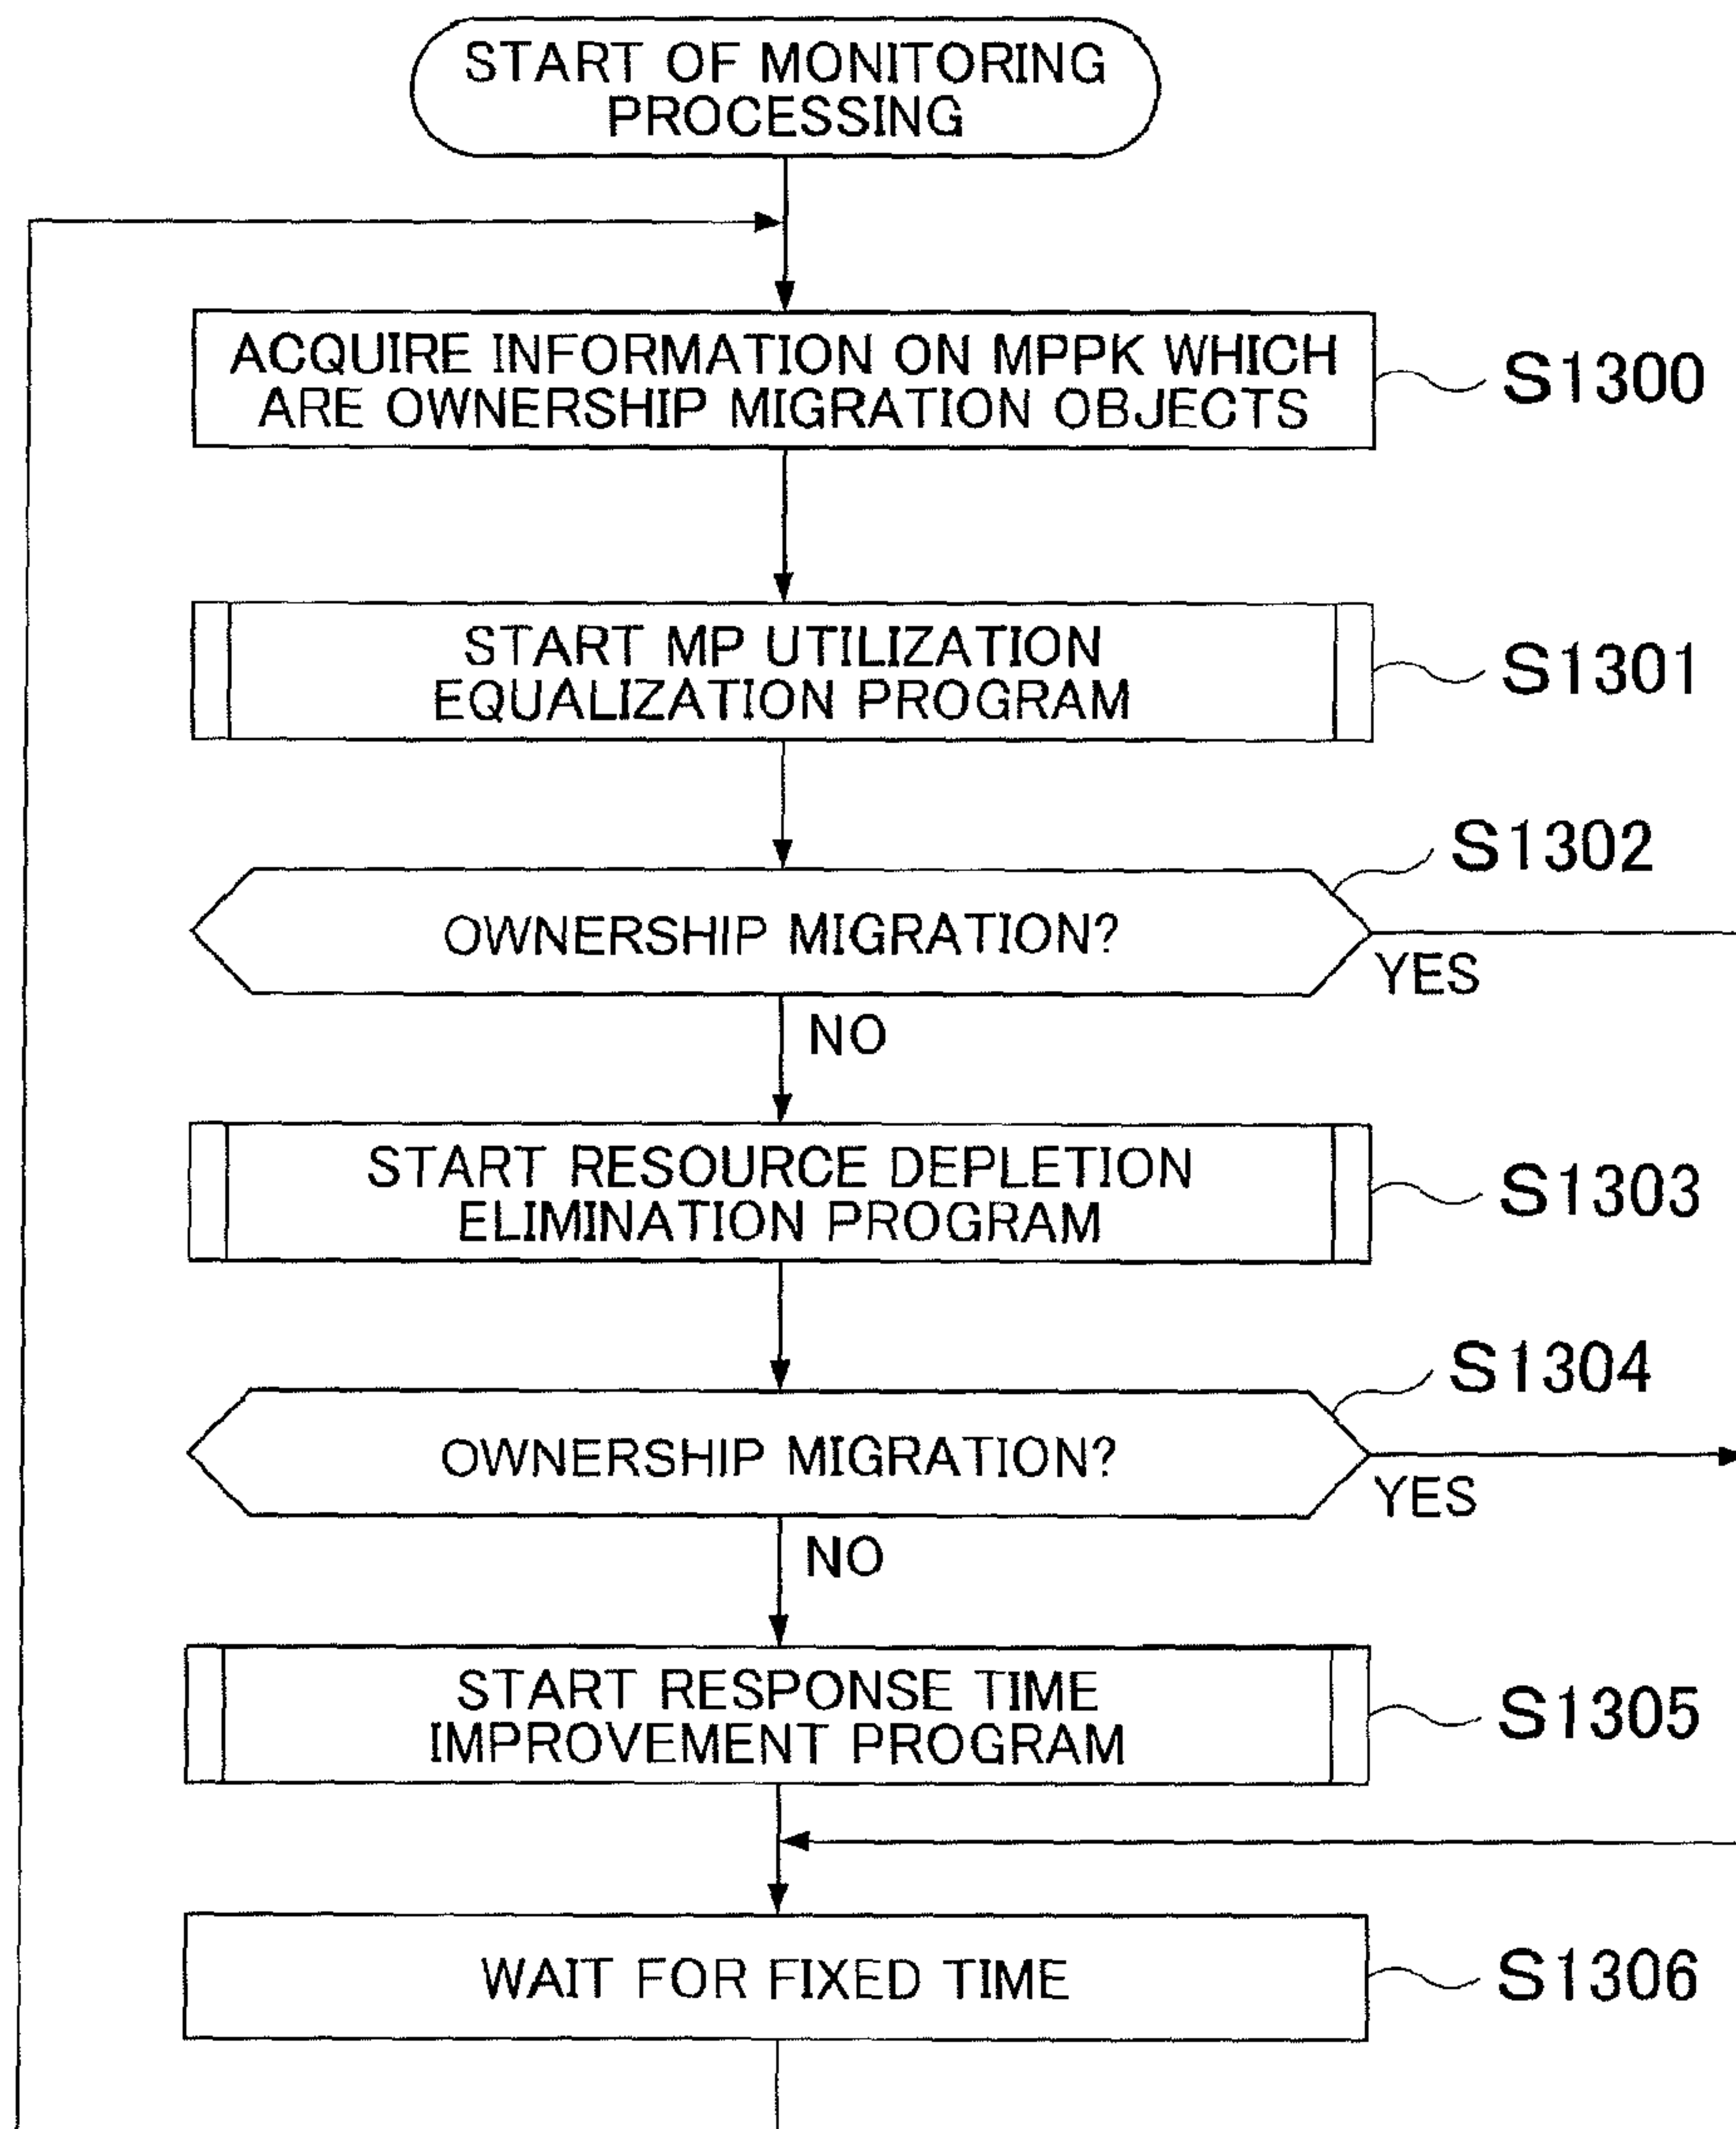 START OF MONITORING
PROCESSING
ACQUIRE INFORMATION ON MPPK WHICH
ARE OWNERSHIP MIGRATION OBJECTS
S1300
START MP UTILIZATION
EQUALIZATION PROGRAM
S1301
S1302
OWNERSHIP MIGRATION?
YES
NO
START RESOURCE DEPLETION
ELIMINATION PROGRAM
S1303
S1304
OWNERSHIP MIGRATION?
YES
NO
START RESPONSE TIME
IMPROVEMENT PROGRAM
S1305
WAIT FOR FIXED TIME
S1306